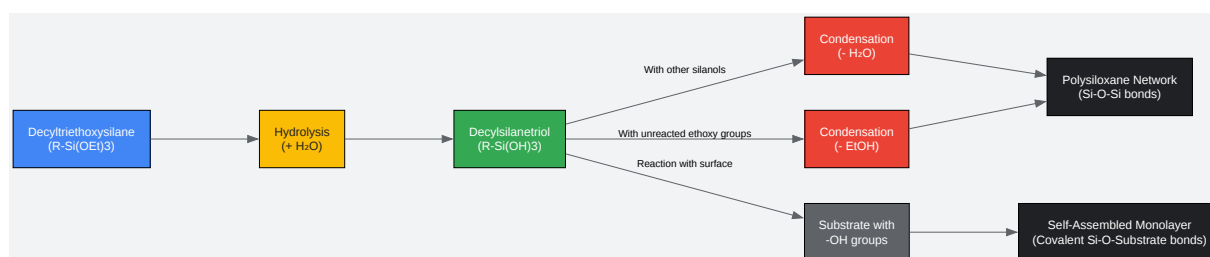 Decyltriethoxysilane
(R-Si(OEt)3)
Hydrolysis
(+ H₂O)
Decylsilanetriol
(R-Si(OH)3)
With other silanols
With unreacted ethoxy groups
Reaction with surface
Condensation
(- H₂O)
Condensation
(- EtOH)
Substrate with
-OH groups
Polysiloxane Network
(Si-O-Si bonds)
Self-Assembled Monolayer
(Covalent Si-O-Substrate bonds)